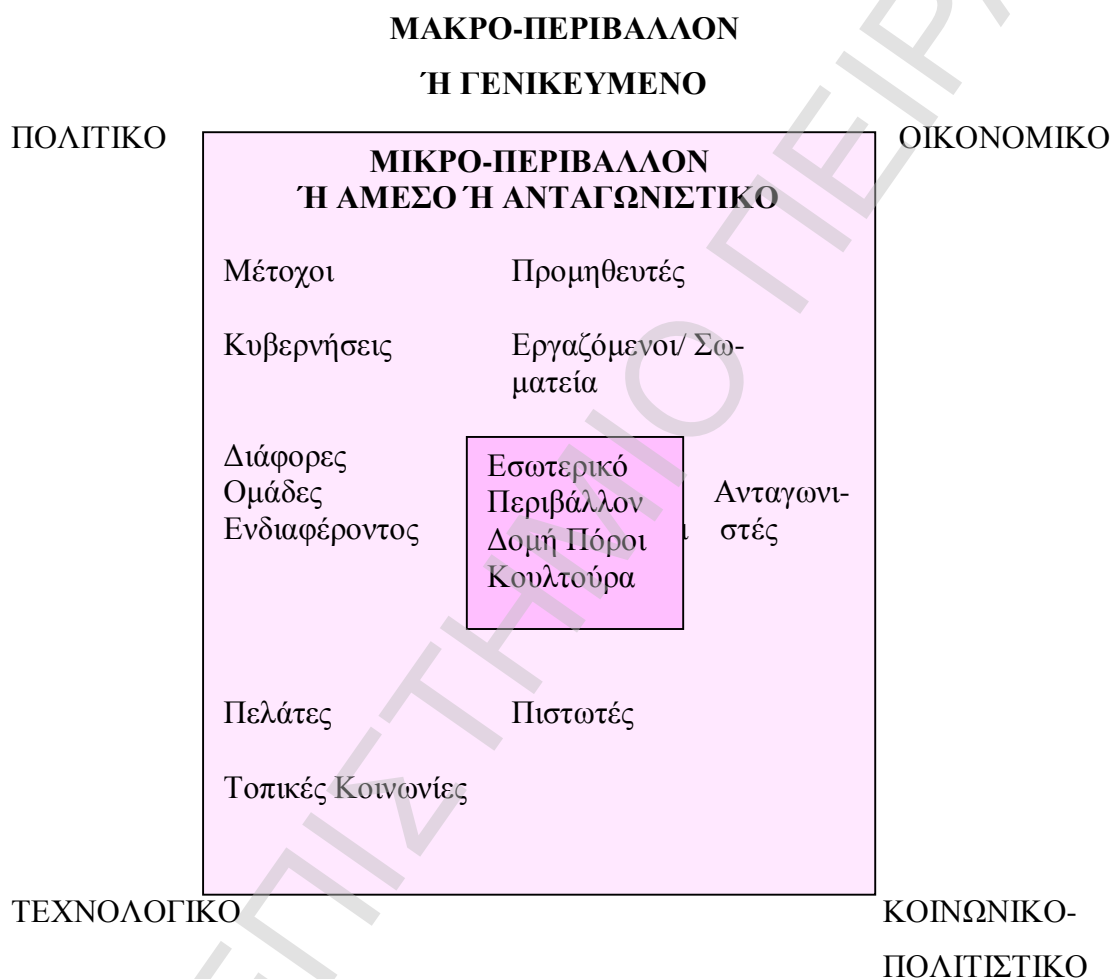 ΜΑΚΡΟ-ΠΕΡΙΒΑΛΛΟΝ
Ή ΓΕΝΙΚΕΥΜΕΝΟ
ΠΟΛΙΤΙΚΟ
ΟΙΚΟΝΟΜΙΚΟ
ΜΙΚΡΟ-ΠΕΡΙΒΑΛΛΟΝ
Ή ΑΜΕΣΟ Ή ΑΝΤΑΓΩΝΙΣΤΙΚΟ
Μέτοχοι Προμηθευτές
Κυβερνήσεις Εργαζόμενοι/ Σω-
ματεία
Διάφορες
Ομάδες
Ενδιαφέροντος
Εσωτερικό
Περιβάλλον
Δομή Πόροι
Κουλτούρα
Ανταγωνι-
στές
Πελάτες Πιστωτές
Τοπικές Κοινωνίες
ΤΕΧΝΟΛΟΓΙΚΟ
ΚΟΙΝΩΝΙΚΟ-
ΠΟΛΙΤΙΣΤΙΚΟ